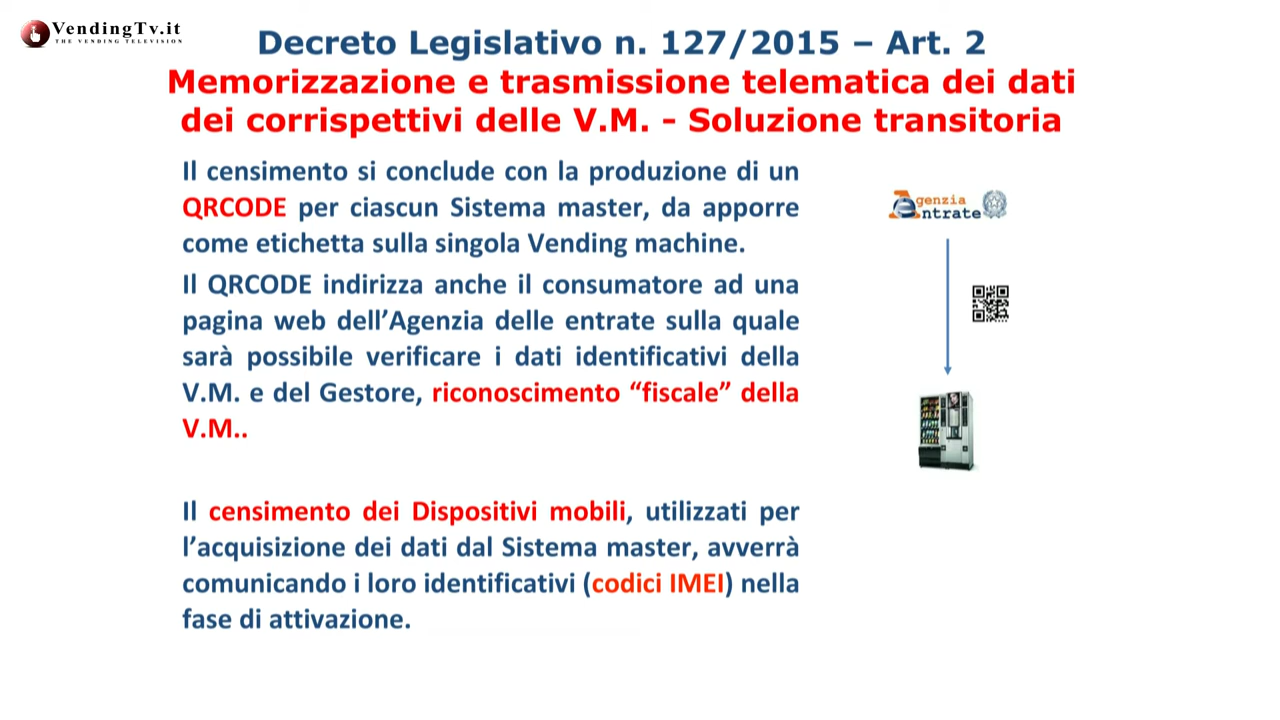 VendingTv.it
THE VENDING TELEVISION
Decreto Legislativo n. 127/2015 – Art. 2
Memorizzazione e trasmissione telematica dei dati
dei corrispettivi delle V.M. - Soluzione transitoria
Il censimento si conclude con la produzione di un
QRCODE per ciascun Sistema master, da apporre
come etichetta sulla singola Vending machine.
Il QRCODE indirizza anche il consumatore ad una
pagina web dell’Agenzia delle entrate sulla quale
sarà possibile verificare i dati identificativi della
V.M. e del Gestore, riconoscimento “fiscale” della
V.M..
Il censimento dei Dispositivi mobili, utilizzati per
l’acquisizione dei dati dal Sistema master, avverrà
comunicando i loro identificativi (codici IMEI) nella
fase di attivazione.
Agenzia
Entrate